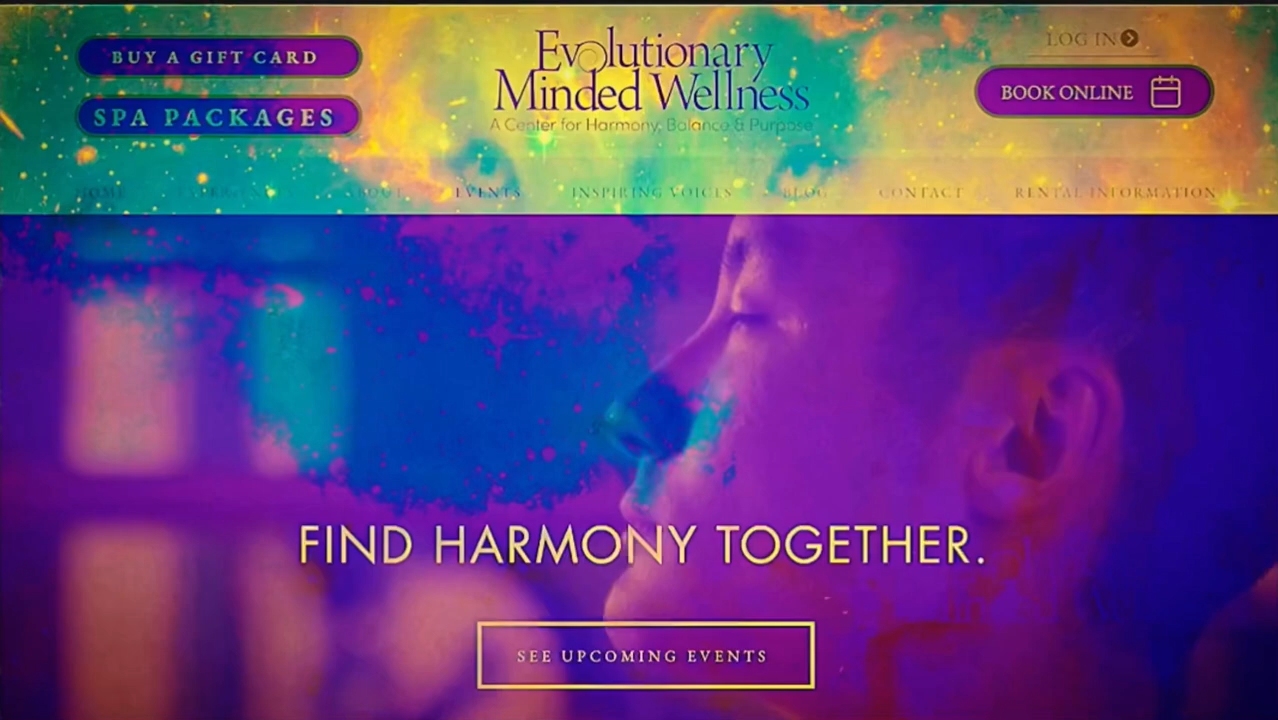 BUY A GIFT CARD
SPA PACKAGES
Evolutionary
Minded Wellness
A Center for Harmony, Balance & Purpose
LOG IN
BOOK ONLINE
HOME EXPERIENCES ABOUT EVENTS INSPIRING VOICES BLOG CONTACT RENTAL INFORMATION
FIND HARMONY TOGETHER.
SEE UPCOMING EVENTS